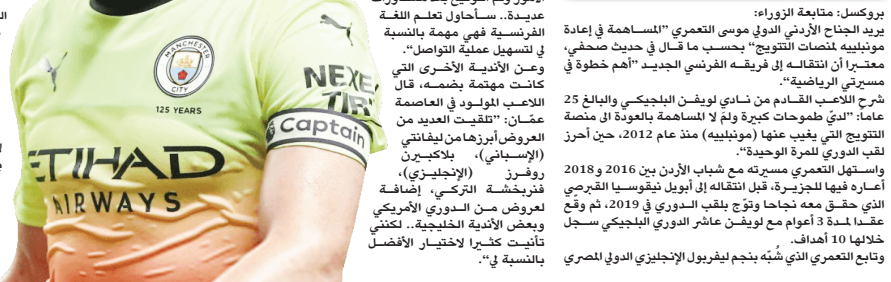 بروكسل: متابعة الزوراء:
يريد الجناح الأردني الدولي موسى التعمري ”المساهمة في إعادة
مونبلييه لمنصات التتويج“ بحسب ما قال في حديث صحفي،
معتبرا أن انتقاله إلى فريقه الفرنسي الجديد ”أهم خطوة في
مسيرتي الرياضية“.
شرح اللاعب القادم من نادي لويفن البلجيكي والبالغ 25
عاما: ”لديّ طموحات كبيرة ولمَ لا المساهمة بالعودة الى منصة
التتويج التي يغيب عنها (مونبلييه) منذ عام 2012، حين أحرز
لقب الدوري للمرة الوحيدة“.
واستهل التعمري مسيرته مع شباب الأردن بين 2016 و2018
أعاره فيها للجزيرة، قبل انتقاله إلى أبويل نيقوسيا القبرصي
الذي حقق معه نجاحا وتوّج بلقب الدوري في 2019، ثم وقّع
عقدا لمدة 3 أعوام مع لويفن عاشر الدوري البلجيكي سجل
خلالها 10 أهداف.
وتابع التعمري الذي شُبّه بنجم ليفربول الإنجليزي الدولي المصري
عديدة.. سأحاول تعلم اللغة
الفرنسية فهي مهمة بالنسبة
لي لتسهيل عملية التواصل“.
وعن الأندية الأخرى التي
كانت مهتمة بضمه، قال
اللاعب المولود في العاصمة
عمّان: ”تلقيت العديد من
العروض أبرزها من ليفانتي
(الإسباني)، بلاكبيرن
روفرز (الإنجليزي)،
فنربخشة التركي، إضافة
لعروض من الدوري الأمريكي
وبعض الأندية الخليجية.. لكنني
تأنيت كثيرا لاختيار الأفضل
بالنسبة لي“.
MANCHESTER
CITY
125 YEARS
NEXE
TIR
Captain
ETIHAD
AIRWAYS